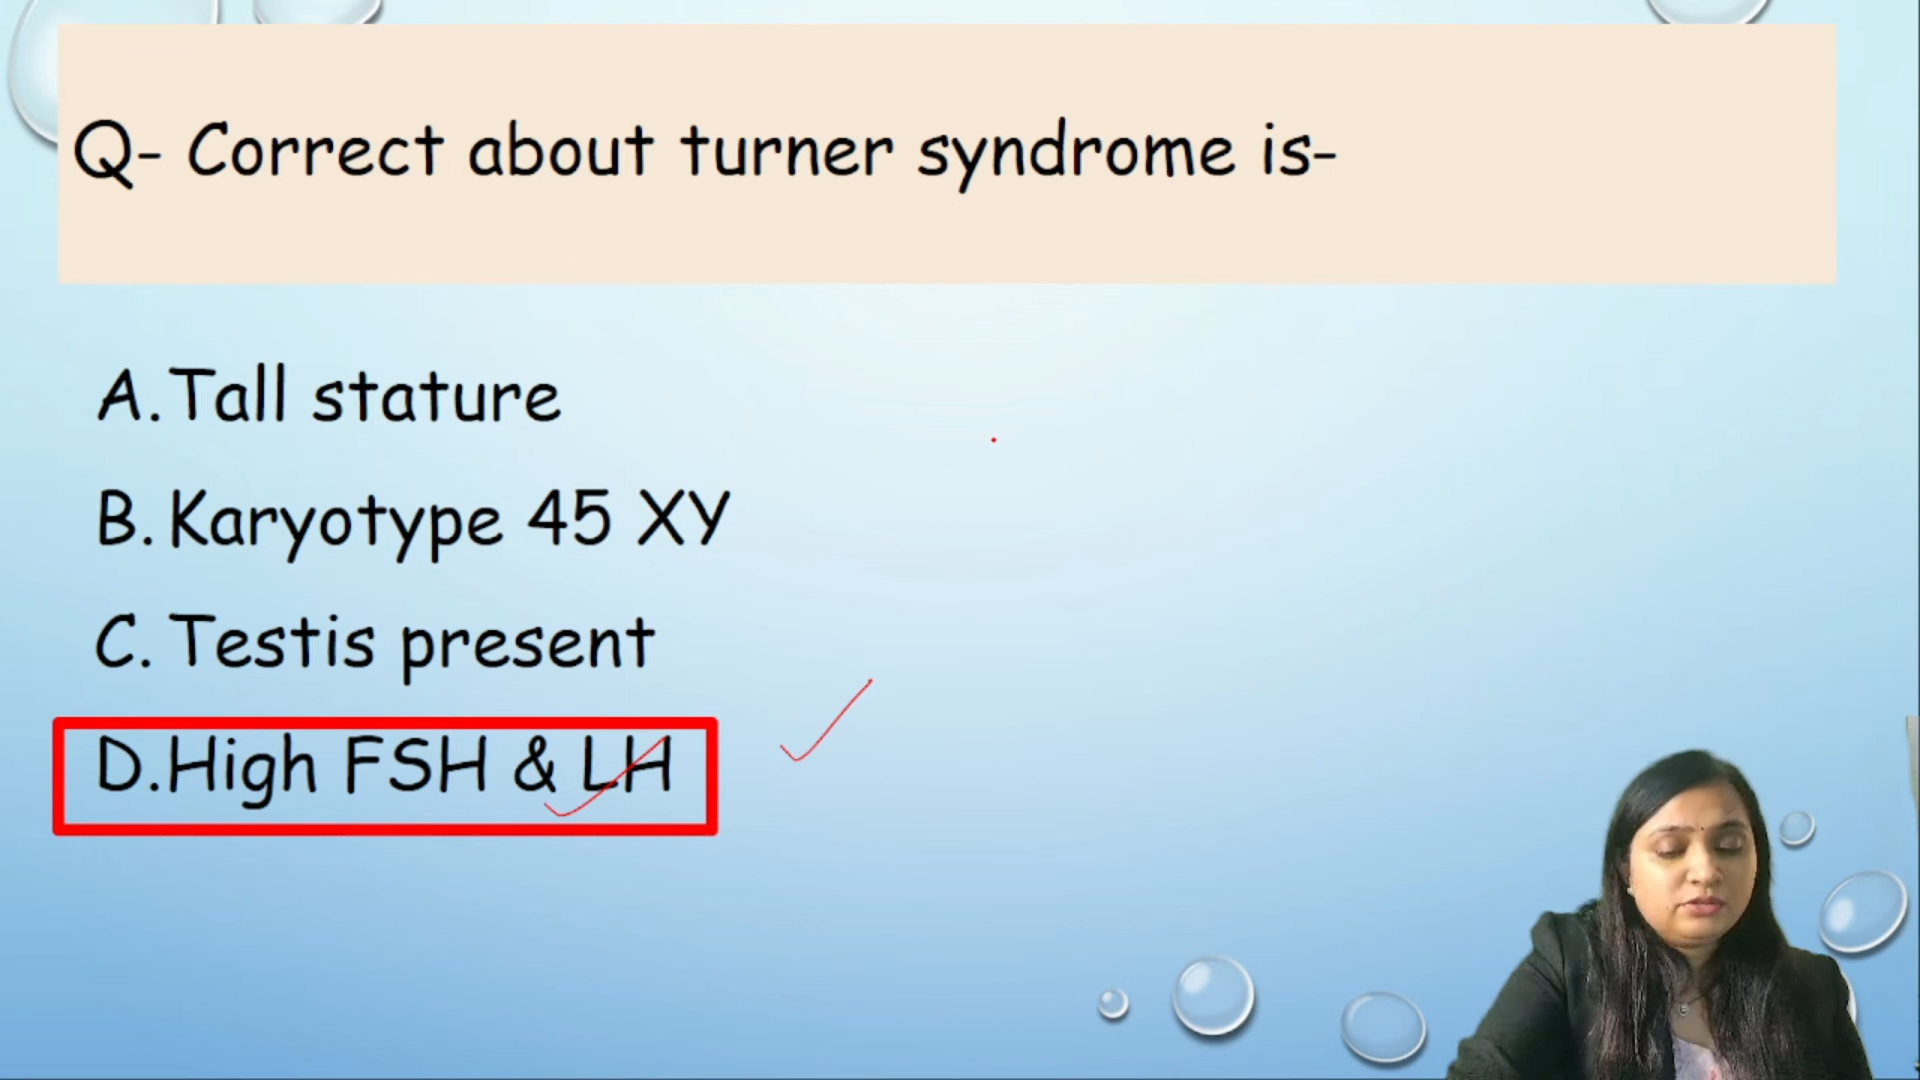 Q- Correct about turner syndrome is-
A. Tall stature
B. Karyotype 45 XY
C. Testis present
D. High FSH & LH